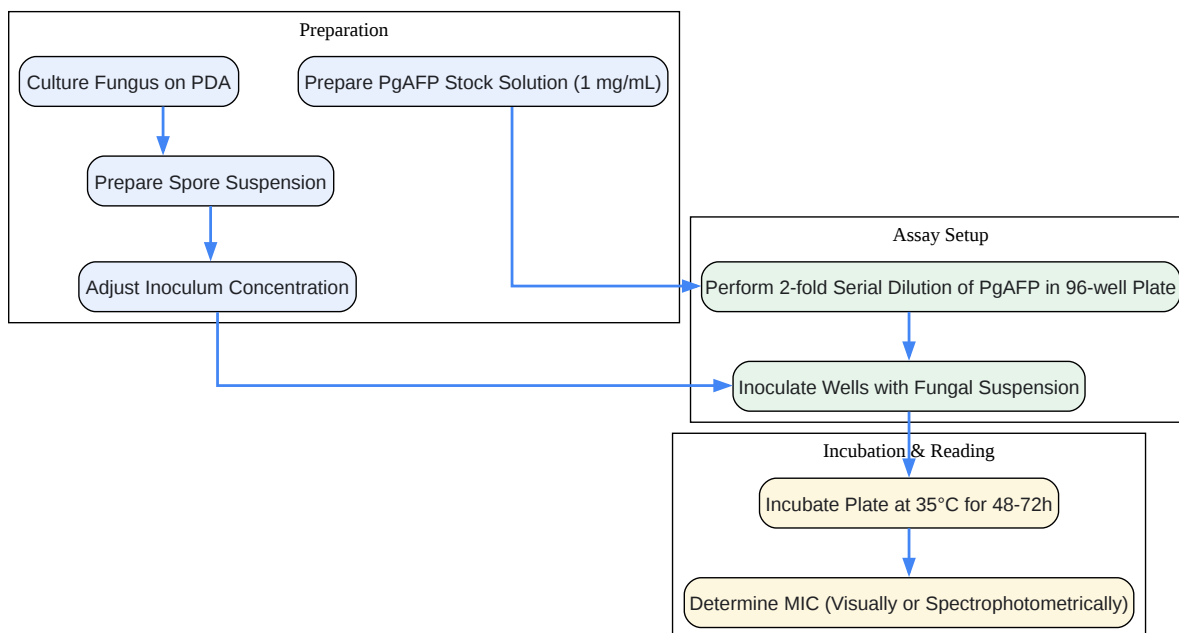 Preparation
Culture Fungus on PDA
Prepare PgAFP Stock Solution (1 mg/mL)
Prepare Spore Suspension
Adjust Inoculum Concentration
Assay Setup
Perform 2-fold Serial Dilution of PgAFP in 96-well Plate
Inoculate Wells with Fungal Suspension
Incubation & Reading
Incubate Plate at 35°C for 48-72h
Determine MIC (Visually or Spectrophotometrically)